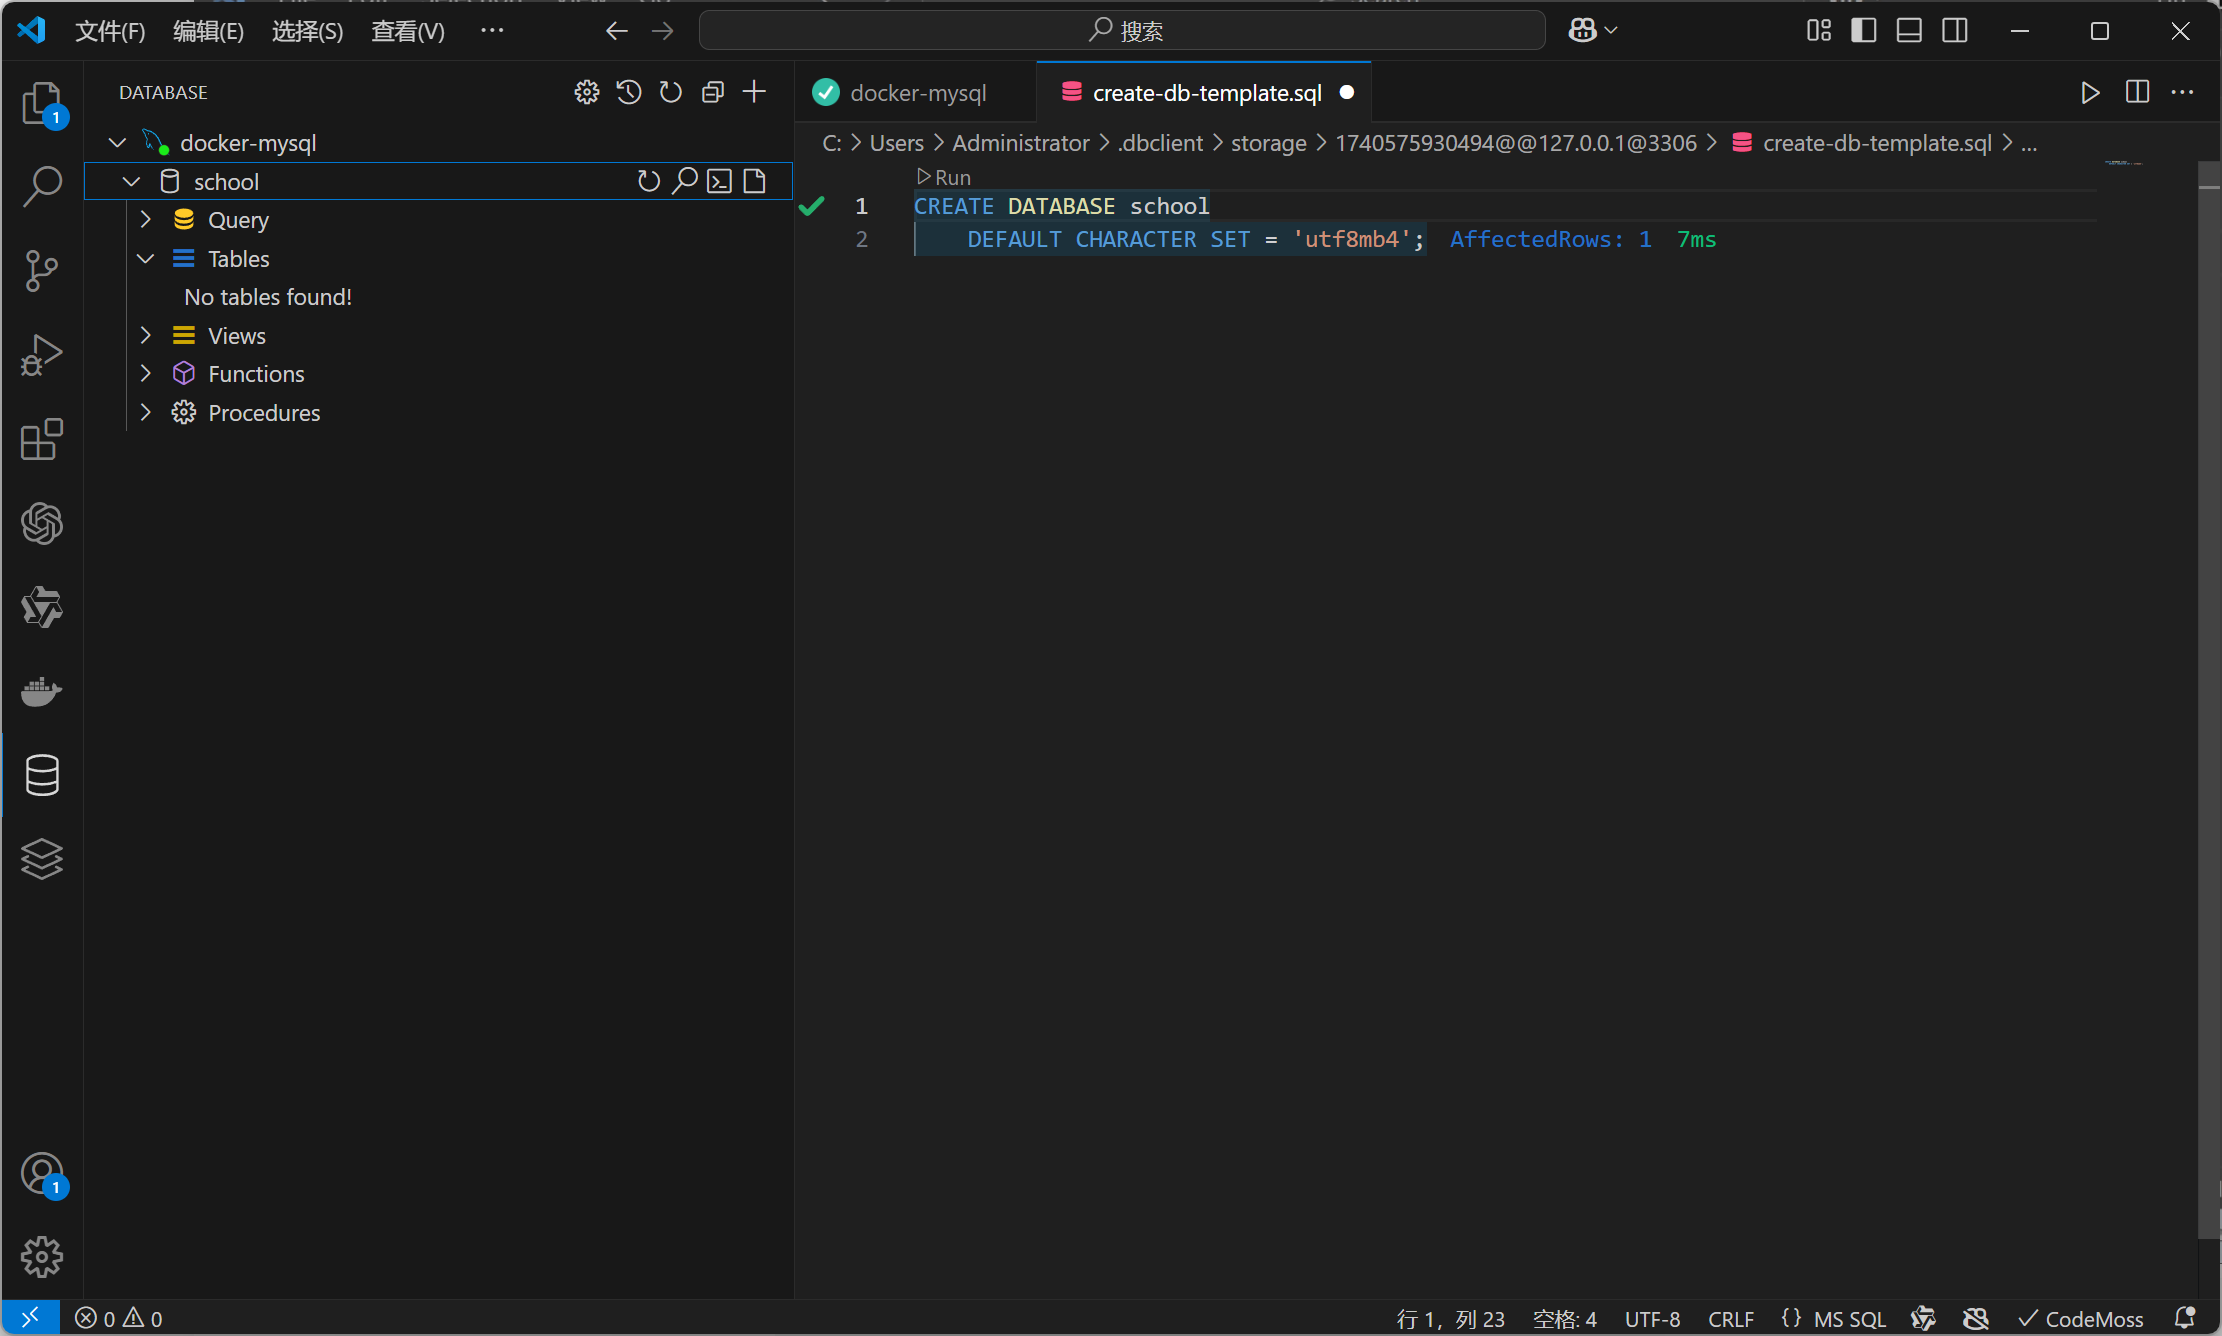 文件(F) 编辑(E) 选择(S) 查看(V) ··· 搜索
DATABASE
docker-mysql
school
Query
Tables
No tables found!
Views
Functions
Procedures
1
1
docker-mysql create-db-template.sql
C: > Users > Administrator > .dbclient > storage > 1740575930494@@127.0.0.1@3306 > create-db-template.sql > ...
Run
1 CREATE DATABASE school
2 DEFAULT CHARACTER SET = 'utf8mb4'; AffectedRows: 1 7ms
0 0 行 1，列 23 空格: 4 UTF-8 CRLF {} MS SQL CodeMoss